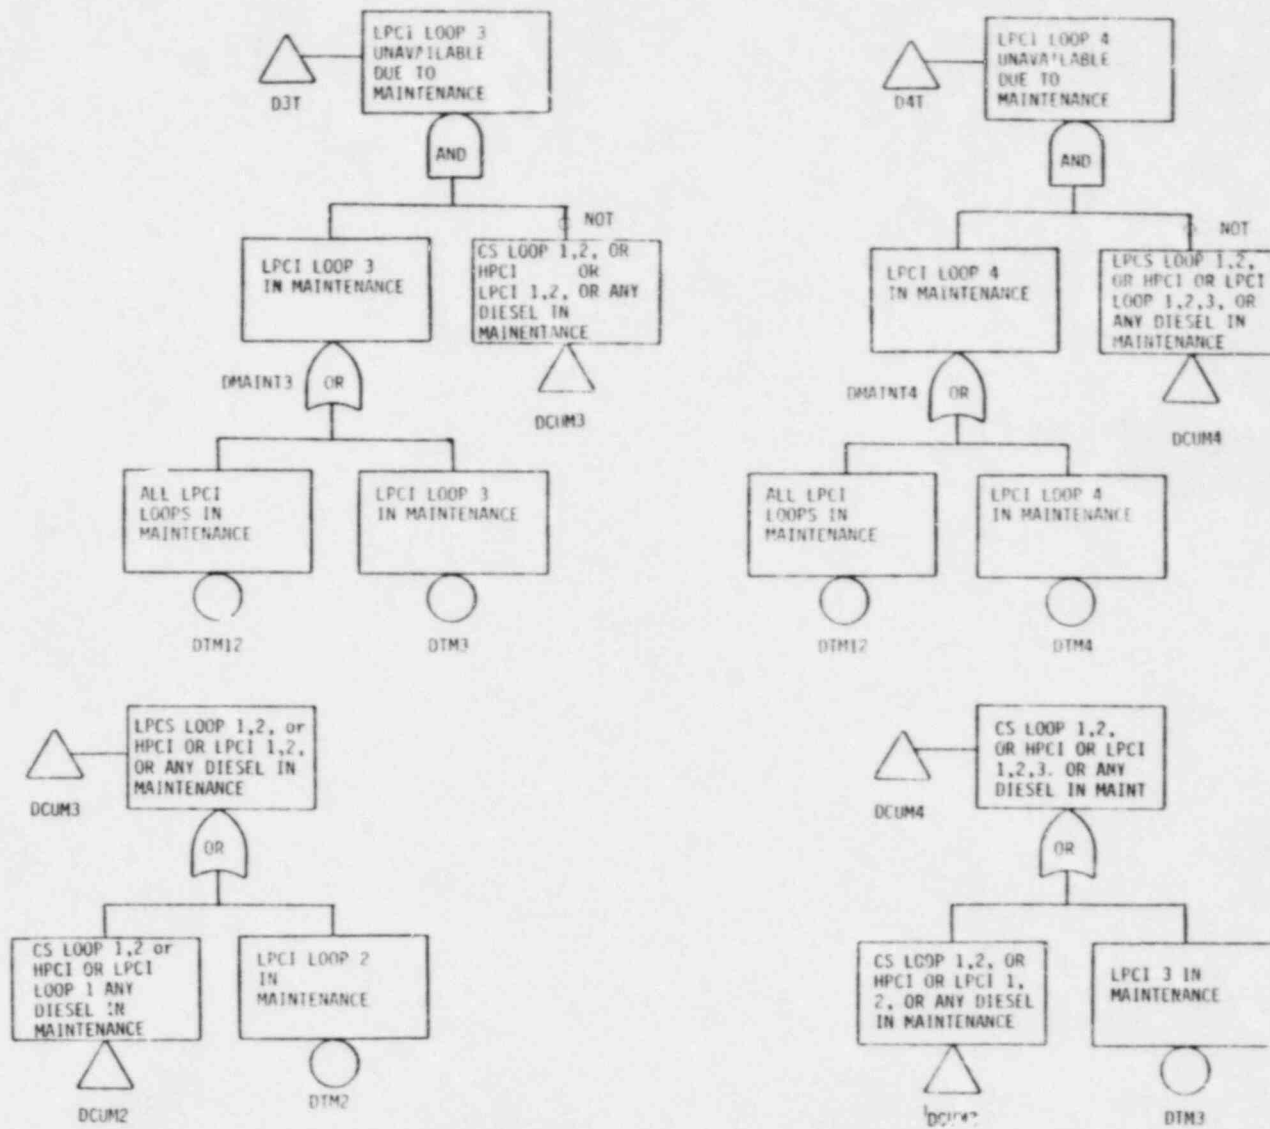 LPCI LOOP 3
UNAVAILABLE
DUE TO
MAINTENANCE
D3T
AND
NOT
LPCI LOOP 3
IN MAINTENANCE
CS LOOP 1,2, OR
HPCI OR
LPCI 1,2, OR ANY
DIESEL IN
MAINENTANCE
DMAINT3
OR
DCUM3
ALL LPCI
LOOPS IN
MAINTENANCE
LPCI LOOP 3
IN MAINTENANCE
DTM12
DTM3
LPCI LOOP 4
UNAVAILABLE
DUE TO
MAINTENANCE
D4T
AND
NOT
LPCI LOOP 4
IN MAINTENANCE
LPCS LOOP 1,2,
OR HPCI OR LPCI
LOOP 1,2,3, OR
ANY DIESEL IN
MAINTENANCE
DMAINT4
OR
DCUM4
ALL LPCI
LOOPS IN
MAINTENANCE
LPCI LOOP 4
IN MAINTENANCE
DTM12
DTM4
LPCS LOOP 1,2, or
HPCI OR LPCI 1,2,
OR ANY DIESEL IN
MAINTENANCE
DCUM3
OR
CS LOOP 1,2 or
HPCI OR LPCI
LOOP 1 ANY
DIESEL IN
MAINTENANCE
LPCI LOOP 2
IN
MAINTENANCE
DCUM2
DTM2
CS LOOP 1,2,
OR HPCI OR LPCI
1,2,3. OR ANY
DIESEL IN MAINT
DCUM4
OR
CS LOOP 1,2, OR
HPCI OR LPCI 1,
2, OR ANY DIESEL
IN MAINTENANCE
LPCI 3 IN
MAINTENANCE
DTM3